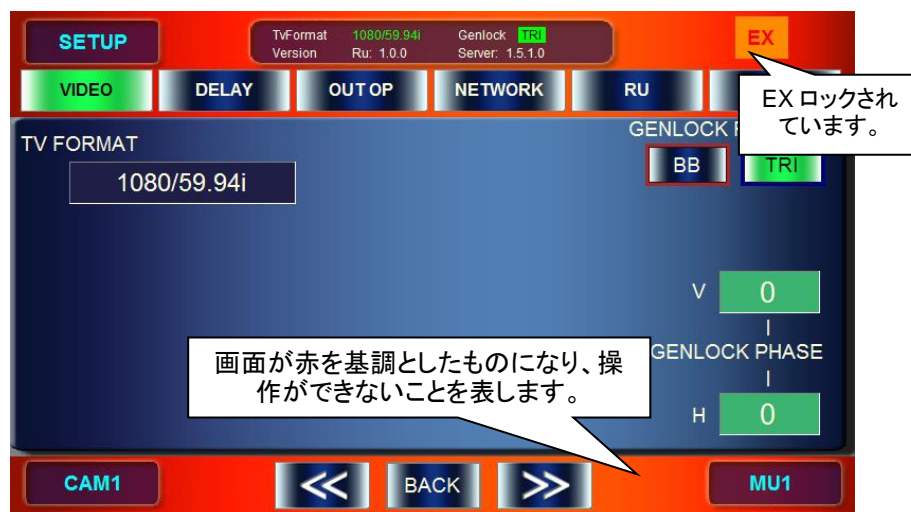 SETUP
TvFormat 1080/59.94i Genlock TRI
Version Ru: 1.0.0 Server: 1.5.1.0
EX
VIDEO DELAY OUT OP NETWORK RU
EX ロックされ
ています。
TV FORMAT
GENLOCK
1080/59.94i
BB TRI
V 0
GENLOCK PHASE
H 0
画面が赤を基調としたものになり、操
作ができないことを表します。
CAM1 << BACK >> MU1